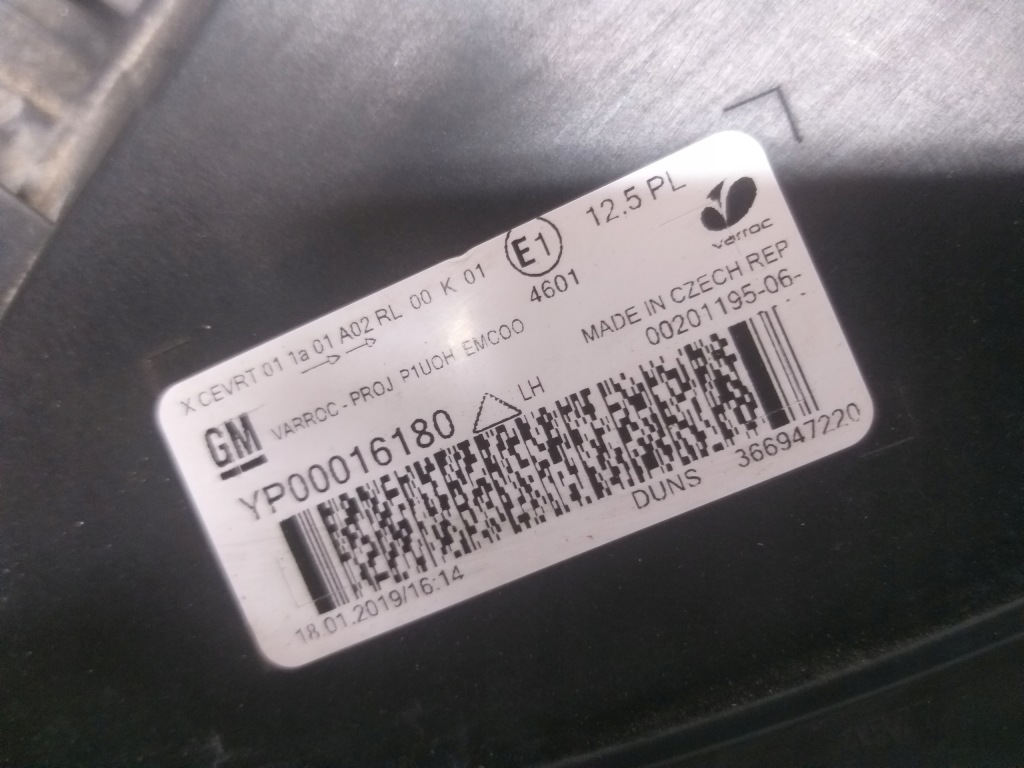 X CEVRT 01 1a 01 A02 RL 00 K 01
E1
4601
12.5 PL
varroc
GM
VARROC - PROJ P1UOH EMCOO
MADE IN CZECH REP
00201195-06-
YP00016180
LH
18.01.2019/16:14
DUNS
366947220